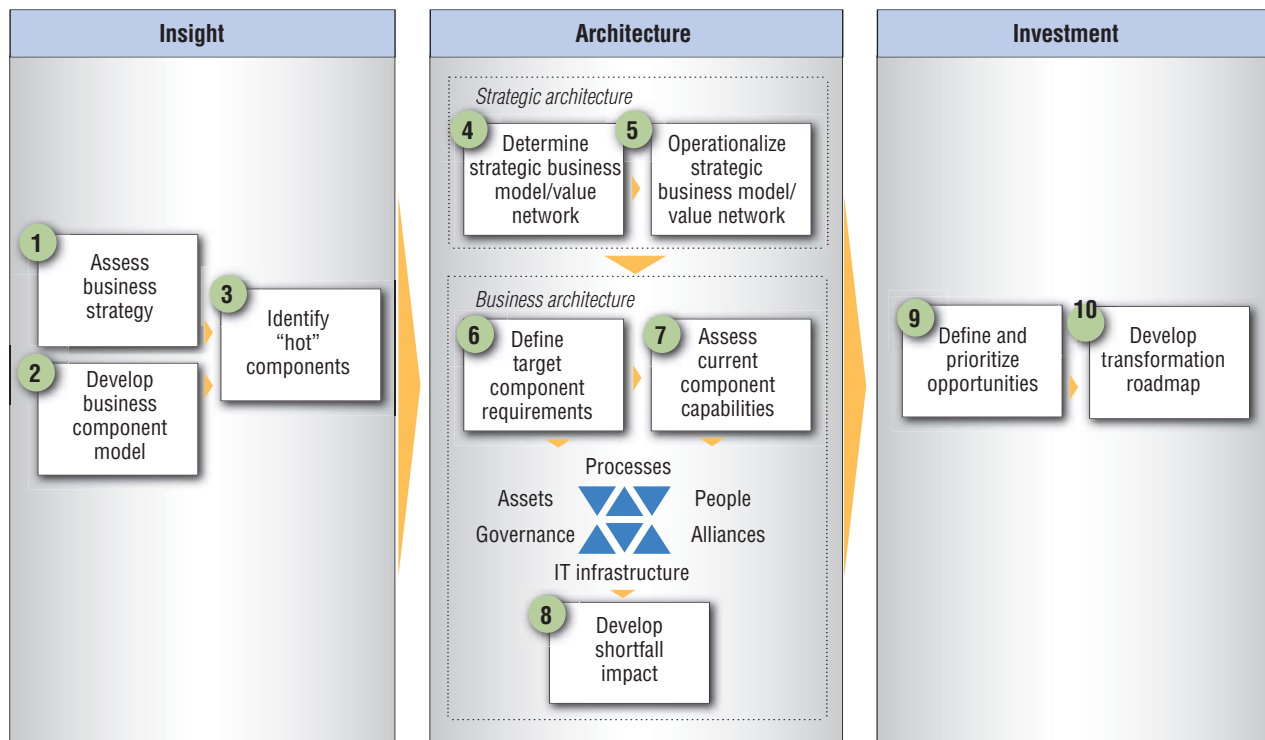 Insight
1
Assess
business
strategy
2
Develop
business
component
model
3
Identify
“hot”
components
Architecture
Strategic architecture
4
Determine
strategic business
model/value
network
5
Operationalize
strategic
business model/
value network
Business architecture
6
Define
target
component
requirements
7
Assess
current
component
capabilities
Processes
Assets
People
Governance
Alliances
IT infrastructure
8
Develop
shortfall
impact
Investment
9
Define and
prioritize
opportunities
10
Develop
transformation
roadmap